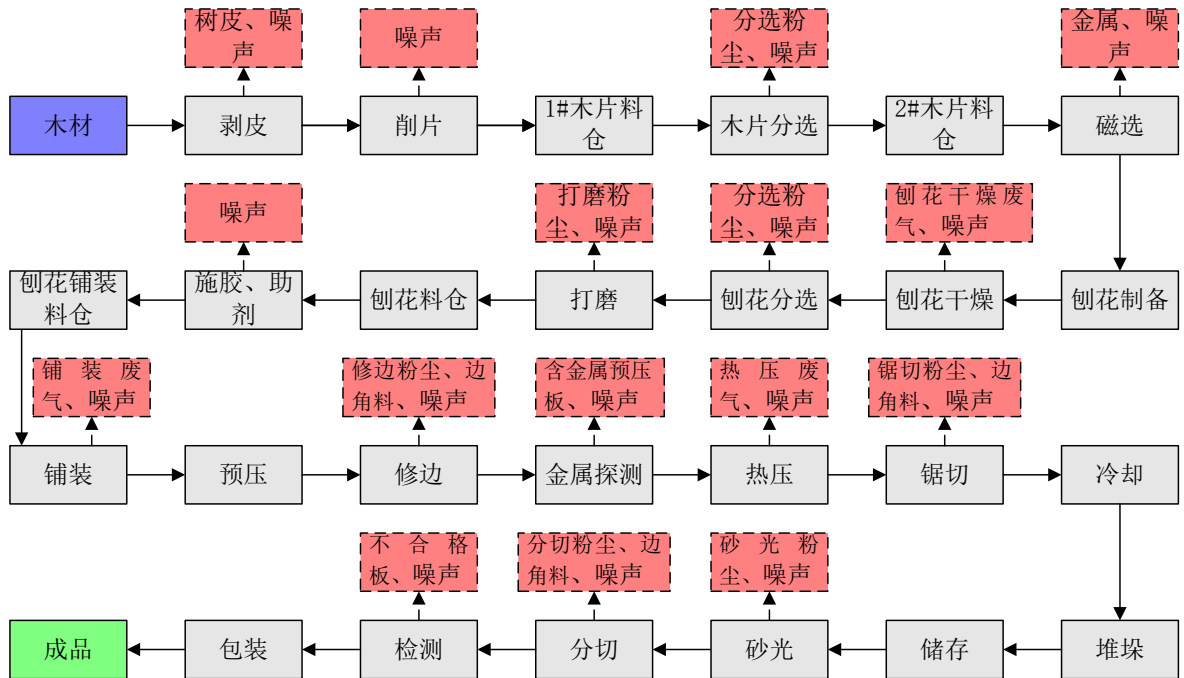 树皮、噪
声
噪声
分选粉
尘、噪声
金属、噪
声
木材
剥皮
削片
1#木片料
仓
木片分选
2#木片料
仓
磁选
噪声
打磨粉
尘、噪声
分选粉
尘、噪声
刨花干燥废
气、噪声
刨花铺装
料仓
施胶、助
剂
刨花料仓
打磨
刨花分选
刨花干燥
刨花制备
铺装废
气、噪声
修边粉尘、边
角料、噪声
含金属预压
板、噪声
热压废
气、噪声
锯切粉尘、边
角料、噪声
铺装
预压
修边
金属探测
热压
锯切
冷却
不合格
板、噪声
分切粉尘、边
角料、噪声
砂光粉
尘、噪声
成品
包装
检测
分切
砂光
储存
堆垛